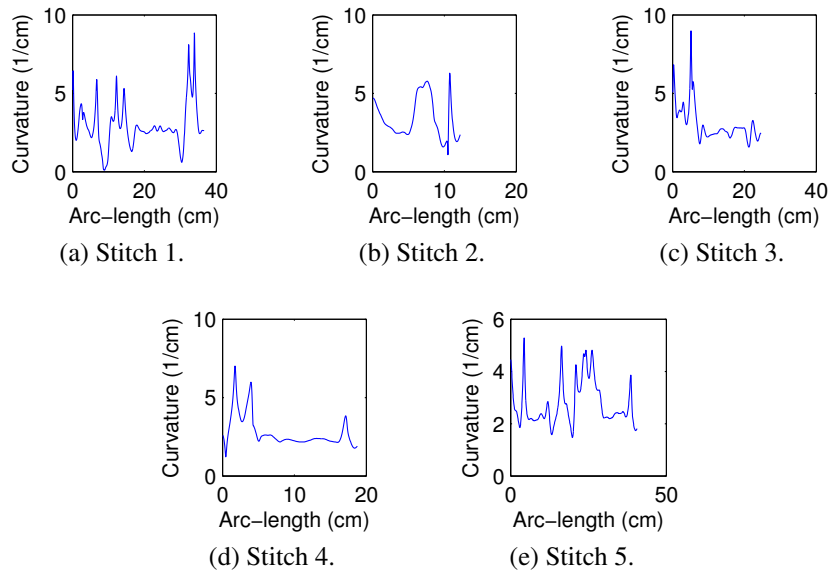 10
5
0
Curvature (1/cm)
0 20 40
Arc−length (cm)
(a) Stitch 1.
10
5
0
Curvature (1/cm)
0 10 20
Arc−length (cm)
(b) Stitch 2.
10
5
0
Curvature (1/cm)
0 20 40
Arc−length (cm)
(c) Stitch 3.
10
5
0
Curvature (1/cm)
0 10 20
Arc−length (cm)
(d) Stitch 4.
6
4
2
0
Curvature (1/cm)
0 50
Arc−length (cm)
(e) Stitch 5.